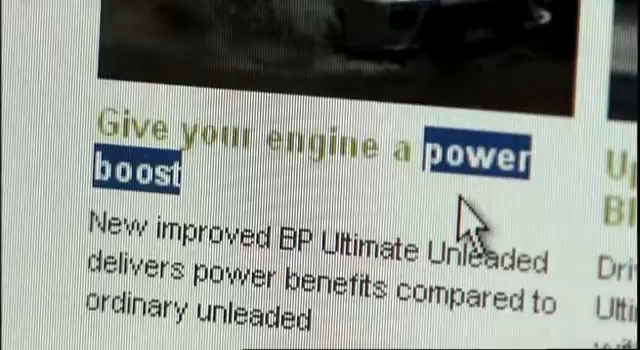 Give your engine a power
boost
New improved BP Ultimate Unleaded
delivers power benefits compared to
ordinary unleaded